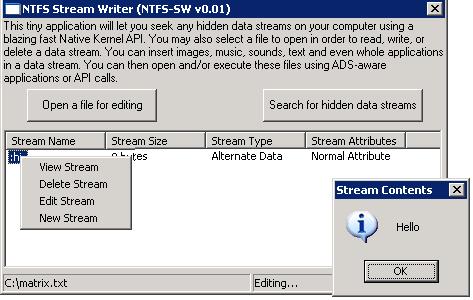 NTFS Stream Writer (NTFS-SW v0.01)
This tiny application will let you seek any hidden data streams on your computer using a
blazing fast Native Kernel API. You may also select a file to open in order to read, write, or
delete a data stream. You can insert images, music, sounds, text and even whole applications
in a data stream. You can then open and/or execute these files using ADS-aware
applications or API calls.
Open a file for editing
Search for hidden data streams
Stream Name Stream Size Stream Type Stream Attributes
Alternate Data Normal Attribute
View Stream
Delete Stream
Edit Stream
New Stream
Stream Contents
Hello
OK
C:\matrix.txt
Editing...